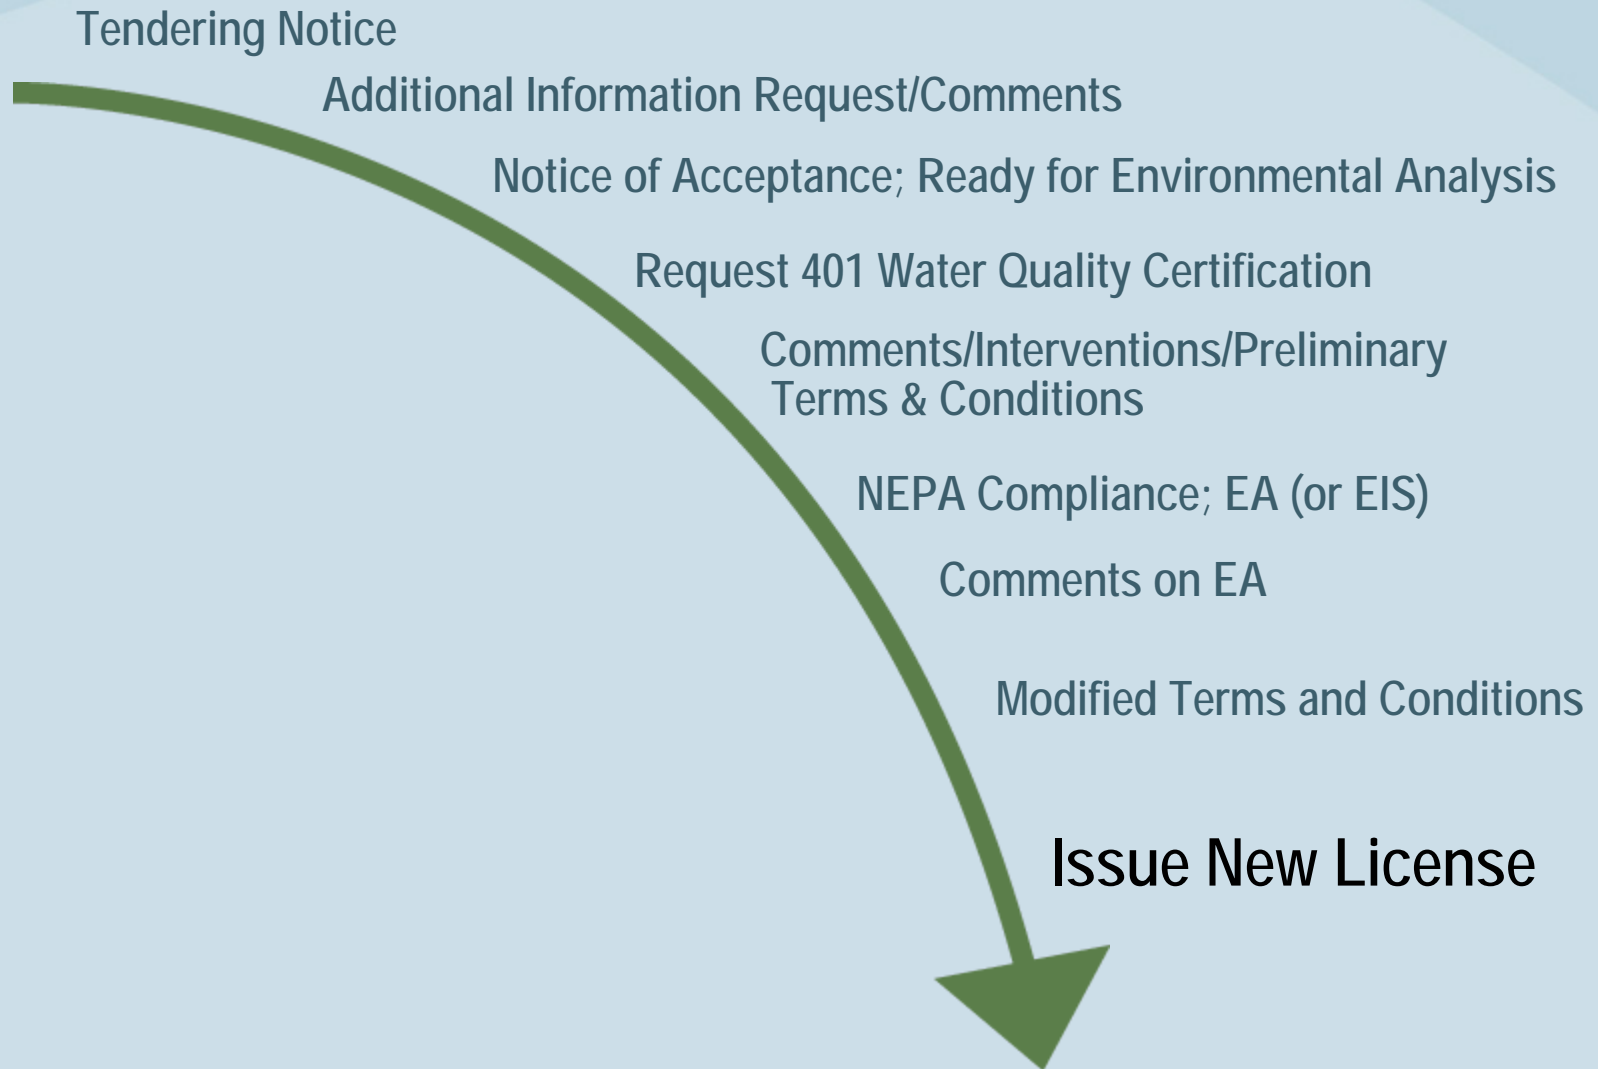 Tendering Notice
Additional Information Request/Comments
Notice of Acceptance; Ready for Environmental Analysis
Request 401 Water Quality Certification
Comments/Interventions/Preliminary
Terms & Conditions
NEPA Compliance; EA (or EIS)
Comments on EA
Modified Terms and Conditions
Issue New License